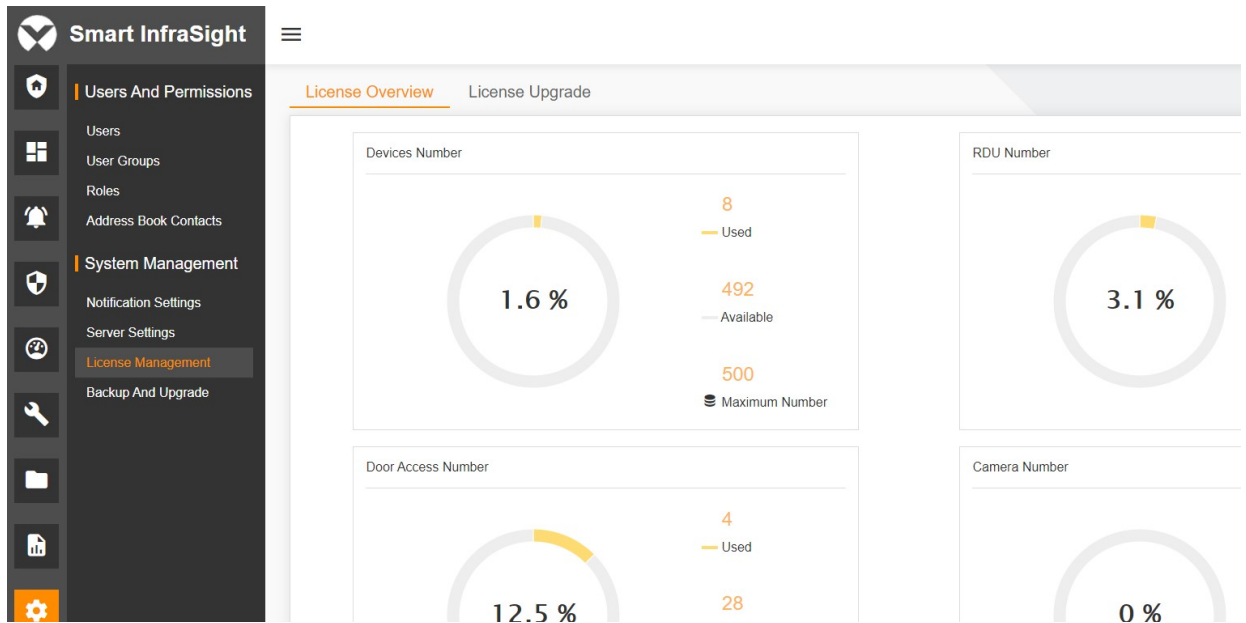 Smart InfraSight
Users And Permissions
Users
User Groups
Roles
Address Book Contacts
System Management
Notification Settings
Server Settings
License Management
Backup And Upgrade
License Overview
License Upgrade
Devices Number
1.6 %
8
Used
492
Available
500
Maximum Number
RDU Number
3.1 %
Door Access Number
12.5 %
4
Used
28
Camera Number
0 %